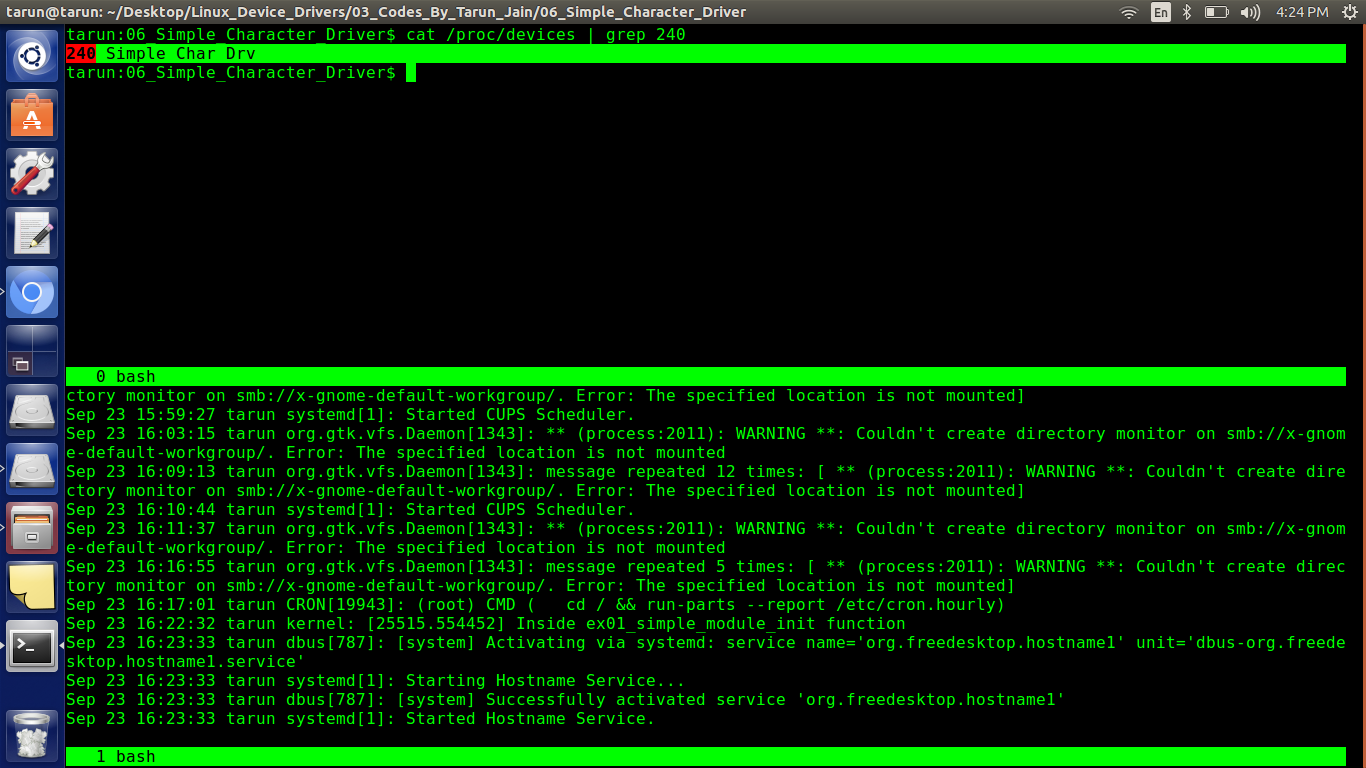 tarun@tarun: ~/Desktop/Linux_Device_Drivers/03_Codes_By_Tarun_Jain/06_Simple_Character_Driver
En
4:24 PM
tarun:06_Simple_Character_Driver$ cat /proc/devices | grep 240
240 Simple Char Drv
tarun:06_Simple_Character_Driver$
0 bash
ctory monitor on smb://x-gnome-default-workgroup/. Error: The specified location is not mounted]
Sep 23 15:59:27 tarun systemd[1]: Started CUPS Scheduler.
Sep 23 16:03:15 tarun org.gtk.vfs.Daemon[1343]: ** (process:2011): WARNING **: Couldn't create directory monitor on smb://x-gnom
e-default-workgroup/. Error: The specified location is not mounted
Sep 23 16:09:13 tarun org.gtk.vfs.Daemon[1343]: message repeated 12 times: [ ** (process:2011): WARNING **: Couldn't create dire
ctory monitor on smb://x-gnome-default-workgroup/. Error: The specified location is not mounted]
Sep 23 16:10:44 tarun systemd[1]: Started CUPS Scheduler.
Sep 23 16:11:37 tarun org.gtk.vfs.Daemon[1343]: ** (process:2011): WARNING **: Couldn't create directory monitor on smb://x-gnom
e-default-workgroup/. Error: The specified location is not mounted
Sep 23 16:16:55 tarun org.gtk.vfs.Daemon[1343]: message repeated 5 times: [ ** (process:2011): WARNING **: Couldn't create direc
tory monitor on smb://x-gnome-default-workgroup/. Error: The specified location is not mounted]
Sep 23 16:17:01 tarun CRON[19943]: (root) CMD (   cd / && run-parts --report /etc/cron.hourly)
Sep 23 16:22:32 tarun kernel: [25515.554452] Inside ex01_simple_module_init function
Sep 23 16:23:33 tarun dbus[787]: [system] Activating via systemd: service name='org.freedesktop.hostname1' unit='dbus-org.freede
sktop.hostname1.service'
Sep 23 16:23:33 tarun systemd[1]: Starting Hostname Service...
Sep 23 16:23:33 tarun dbus[787]: [system] Successfully activated service 'org.freedesktop.hostname1'
Sep 23 16:23:33 tarun systemd[1]: Started Hostname Service.
1 bash